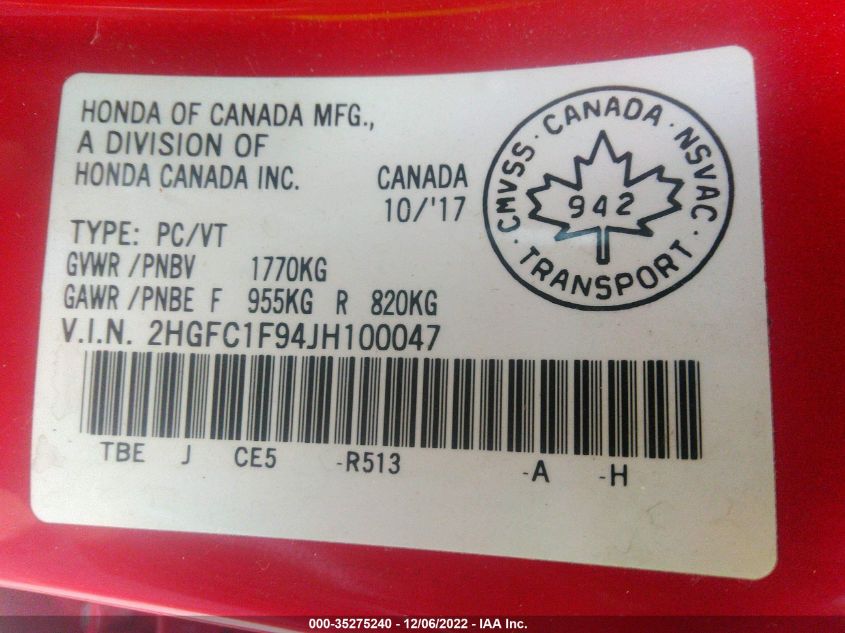 HONDA OF CANADA MFG.,
A DIVISION OF
HONDA CANADA INC.
CANADA
10/'17
TYPE: PC/VT
GVWR /PNBV 1770KG
GAWR /PNBE F 955KG R 820KG
V.I.N. 2HGFC1F94JH100047
TBE J CE5 -R513 -A -H
CMVSS · CANADA · NSVAC ·
942
TRANSPORT
000-35275240 - 12/06/2022 - IAA Inc.